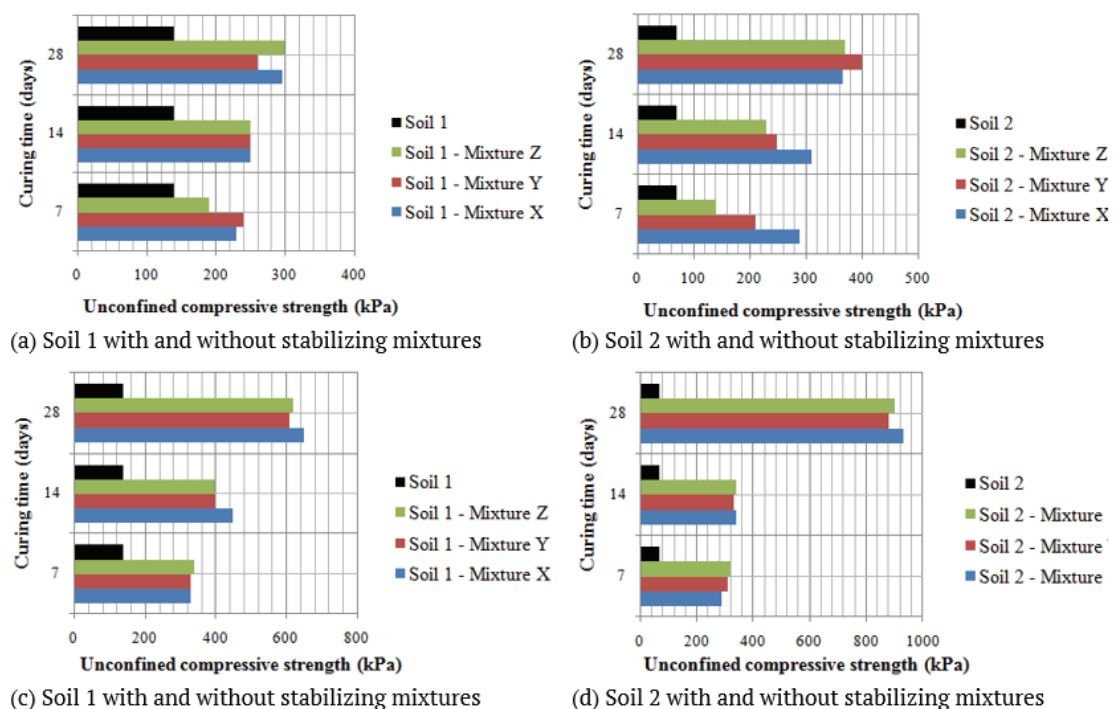 Curing time (days)
28
14
7
0 100 200 300 400
Unconfined compressive strength (kPa)
Soil 1
Soil 1 - Mixture Z
Soil 1 - Mixture Y
Soil 1 - Mixture X
(a) Soil 1 with and without stabilizing mixtures
Curing time (days)
28
14
7
0 100 200 300 400 500
Unconfined compressive strength (kPa)
Soil 2
Soil 2 - Mixture Z
Soil 2 - Mixture Y
Soil 2 - Mixture X
(b) Soil 2 with and without stabilizing mixtures
Curing time (days)
28
14
7
0 200 400 600 800
Unconfined compressive strength (kPa)
Soil 1
Soil 1 - Mixture Z
Soil 1 - Mixture Y
Soil 1 - Mixture X
(c) Soil 1 with and without stabilizing mixtures
Curing time (days)
28
14
7
0 200 400 600 800 1000
Unconfined compressive strength (kPa)
Soil 2
Soil 2 - Mixture
Soil 2 - Mixture
Soil 2 - Mixture
(d) Soil 2 with and without stabilizing mixtures